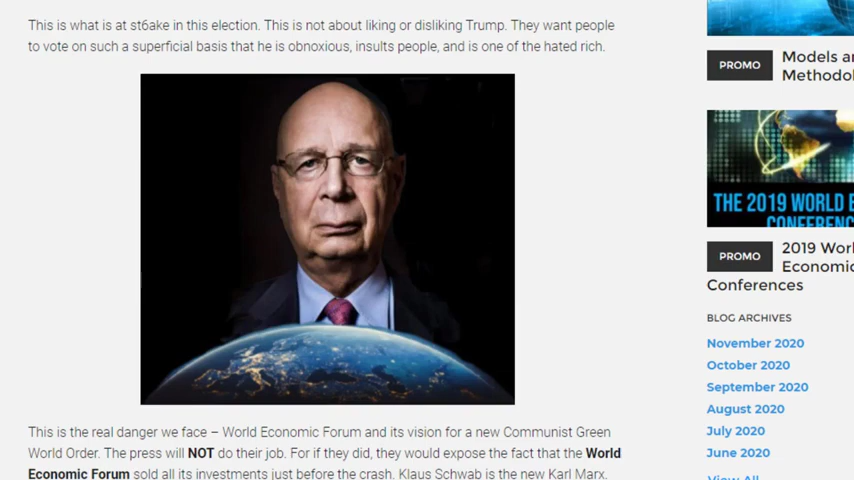 This is what is at st6ake in this election. This is not about liking or disliking Trump. They want people
to vote on such a superficial basis that he is obnoxious, insults people, and is one of the hated rich.
This is the real danger we face – World Economic Forum and its vision for a new Communist Green
World Order. The press will NOT do their job. For if they did, they would expose the fact that the World
Economic Forum sold all its investments just before the crash. Klaus Schwab is the new Karl Marx.
PROMO
Models a
Methodol
THE 2019 WORLD E
CONFERENC
PROMO
2019 Worl
Economic
Conferences
BLOG ARCHIVES
November 2020
October 2020
September 2020
August 2020
July 2020
June 2020
View All